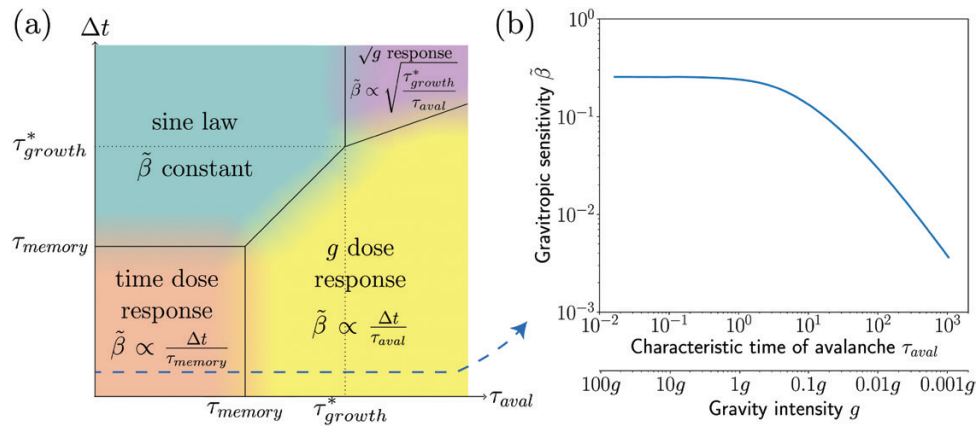 (a)
Δt
√g response
β̃ ∝ √(τ*growth / τaval)
sine law
β̃ constant
τ*growth
τmemory
g dose
response
β̃ ∝ Δt / τaval
time dose
response
β̃ ∝ Δt / τmemory
τmemory
τ*growth
τaval
(b)
Gravitropic sensitivity β̃
10⁰
10⁻¹
10⁻²
10⁻³
10⁻² 10⁻¹ 10⁰ 10¹ 10² 10³
Characteristic time of avalanche τaval
100g 10g 1g 0.1g 0.01g 0.001g
Gravity intensity g